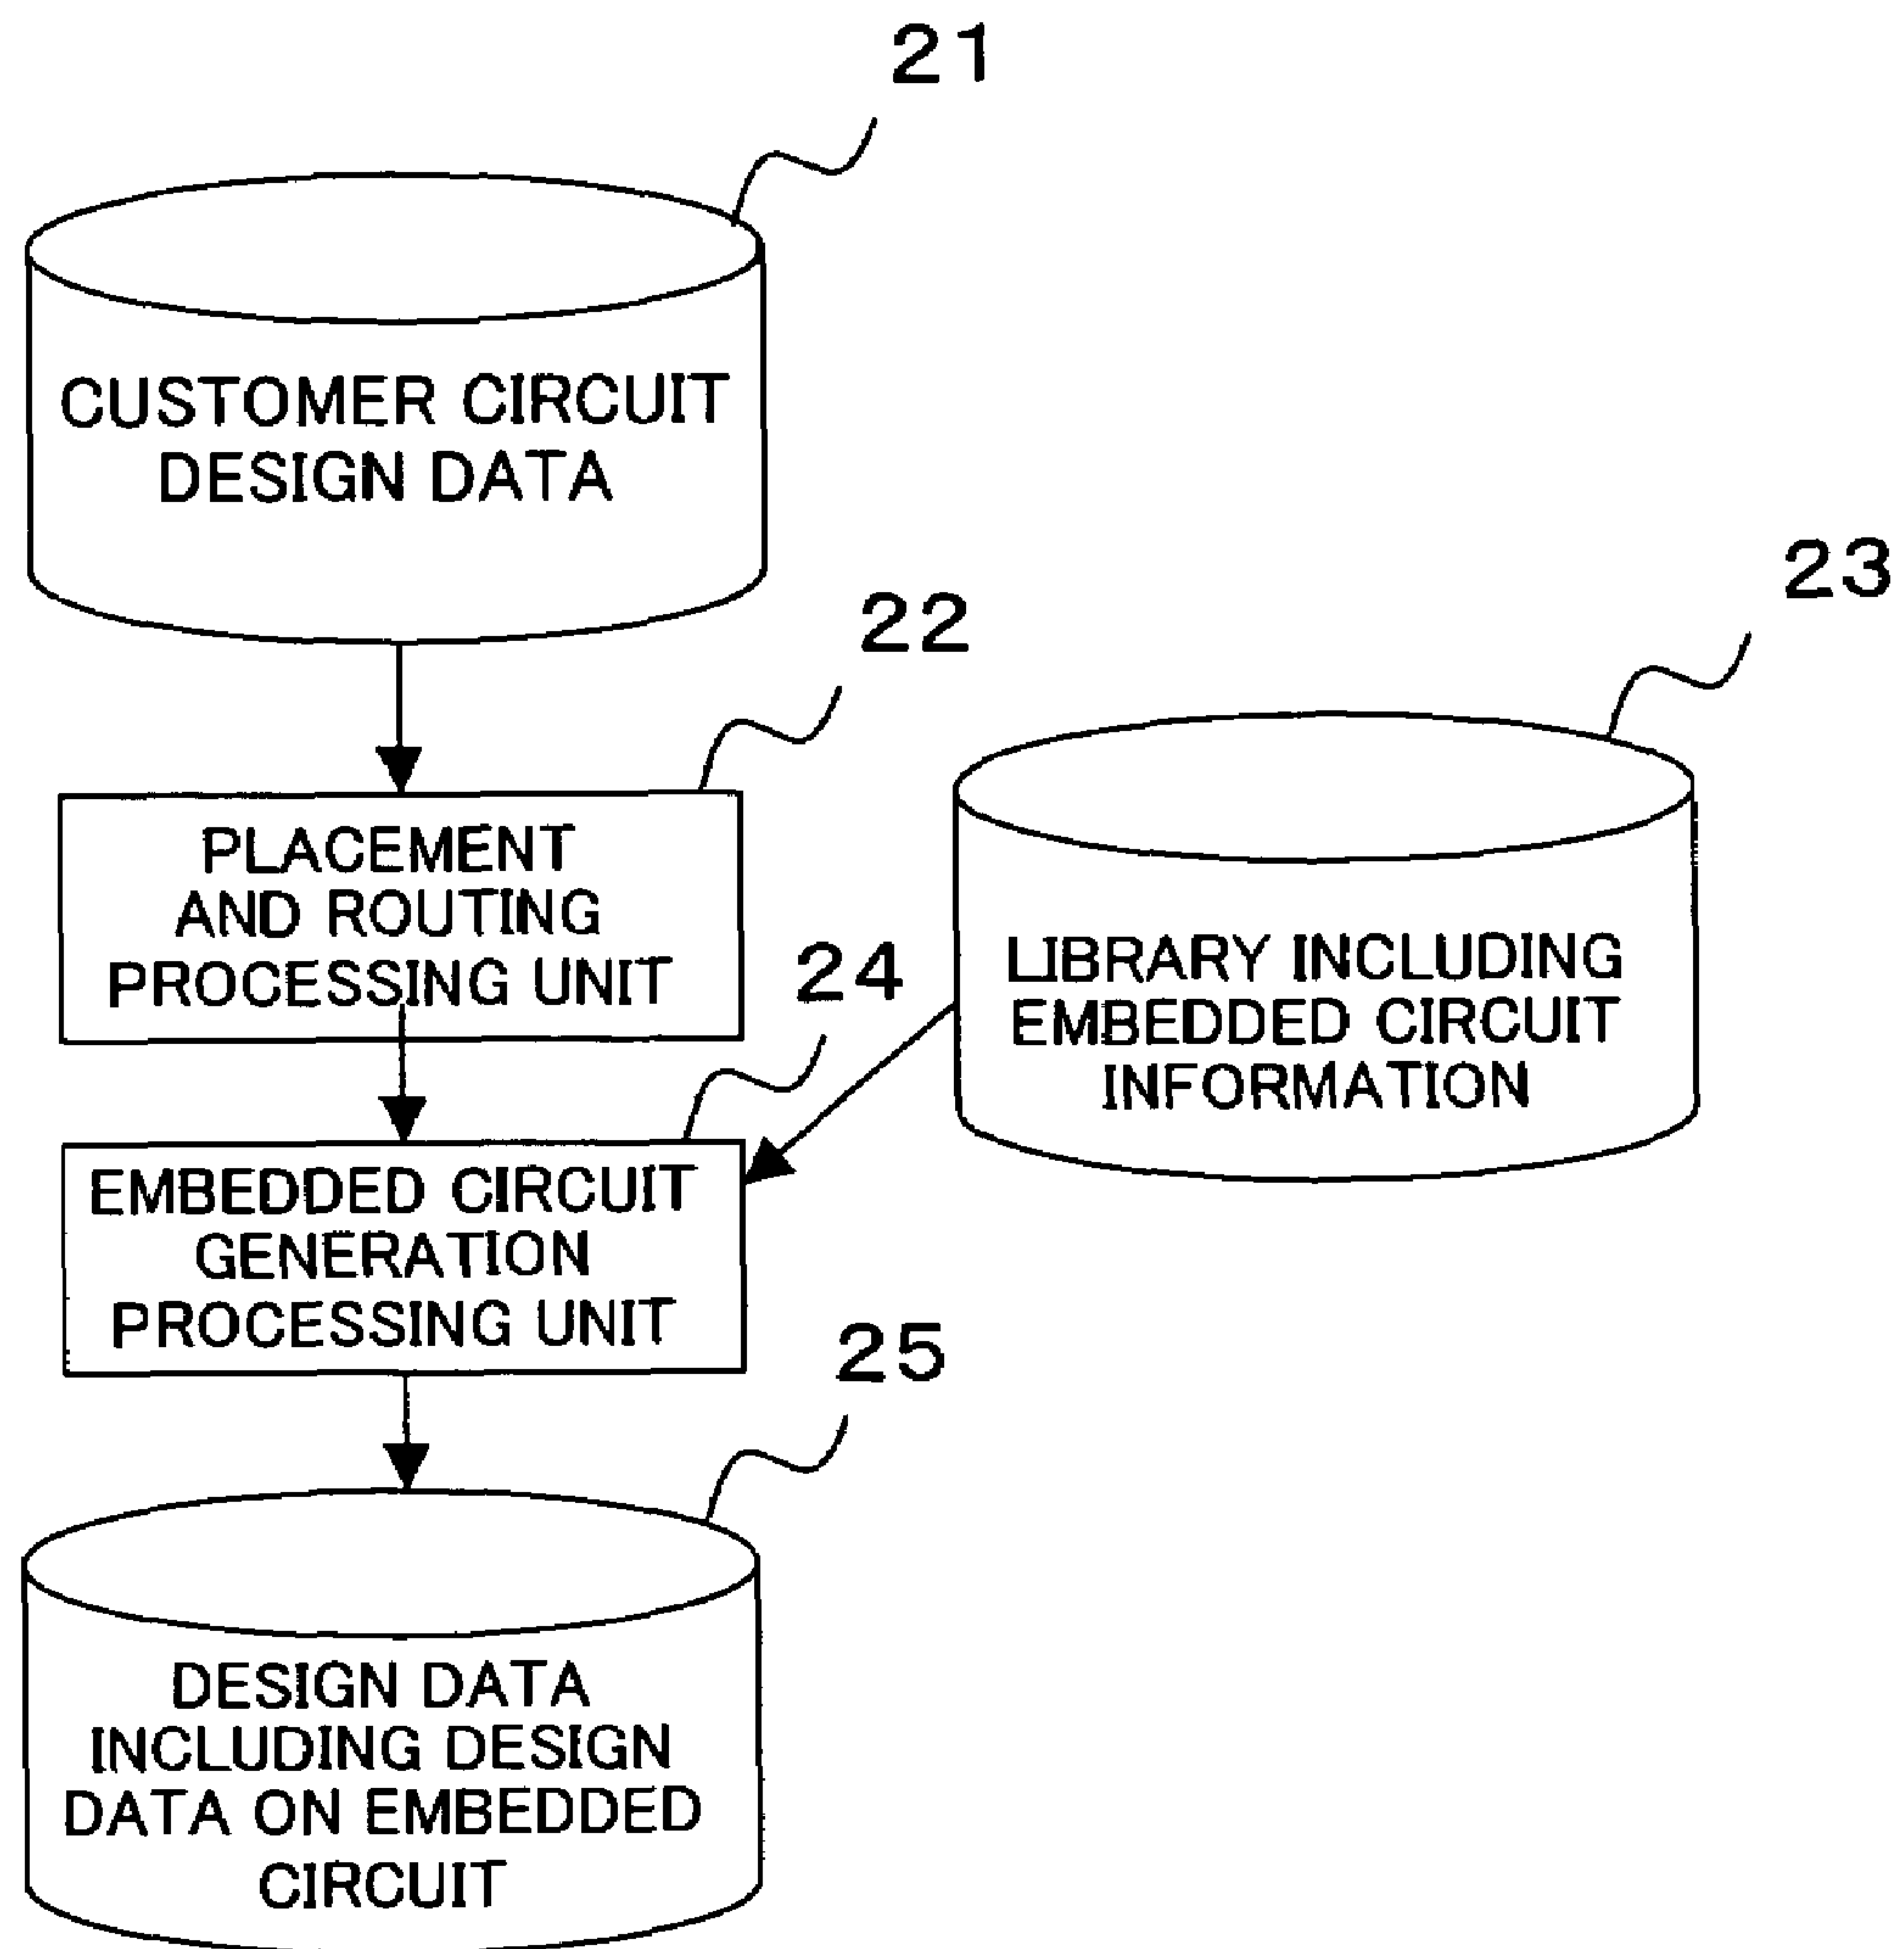 21
CUSTOMER CIRCUIT
DESIGN DATA
22
23
PLACEMENT
AND ROUTING
PROCESSING UNIT
24
LIBRARY INCLUDING
EMBEDDED CIRCUIT
INFORMATION
EMBEDDED CIRCUIT
GENERATION
PROCESSING UNIT
25
DESIGN DATA
INCLUDING DESIGN
DATA ON EMBEDDED
CIRCUIT